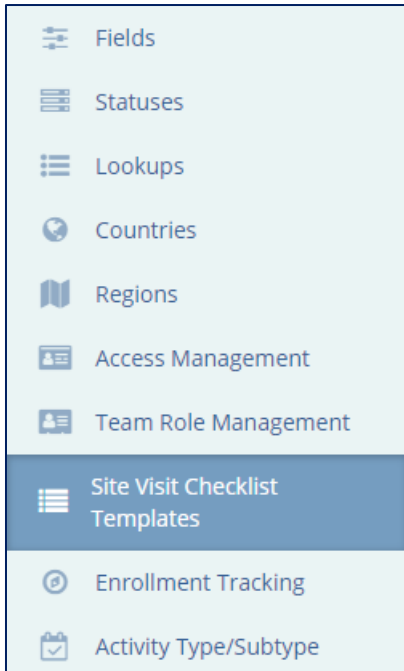 Fields
Statuses
Lookups
Countries
Regions
Access Management
Team Role Management
Site Visit Checklist
Templates
Enrollment Tracking
Activity Type/Subtype